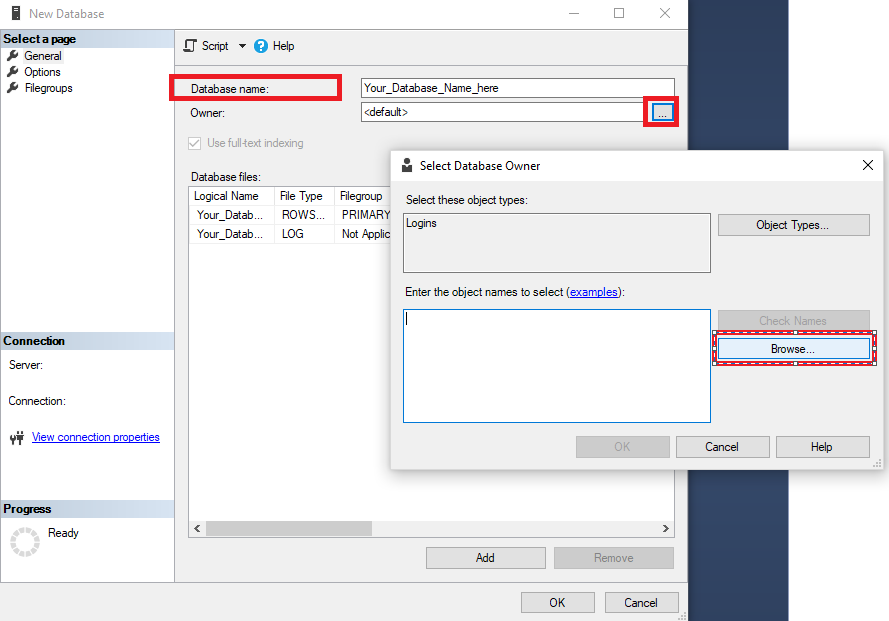 New Database
Select a page
General
Options
Filegroups
Script
Help
Database name:
Your_Database_Name_here
Owner:
<default>
...
Use full-text indexing
Database files:
Logical Name File Type Filegroup
Your_Datab... ROWS... PRIMARY
Your_Datab... LOG Not Applic
Connection
Server:
Connection:
View connection properties
Progress
Ready
Add
Remove
OK
Cancel
Select Database Owner
Select these object types:
Logins
Object Types...
Enter the object names to select (examples):
Check Names
Browse...
OK
Cancel
Help